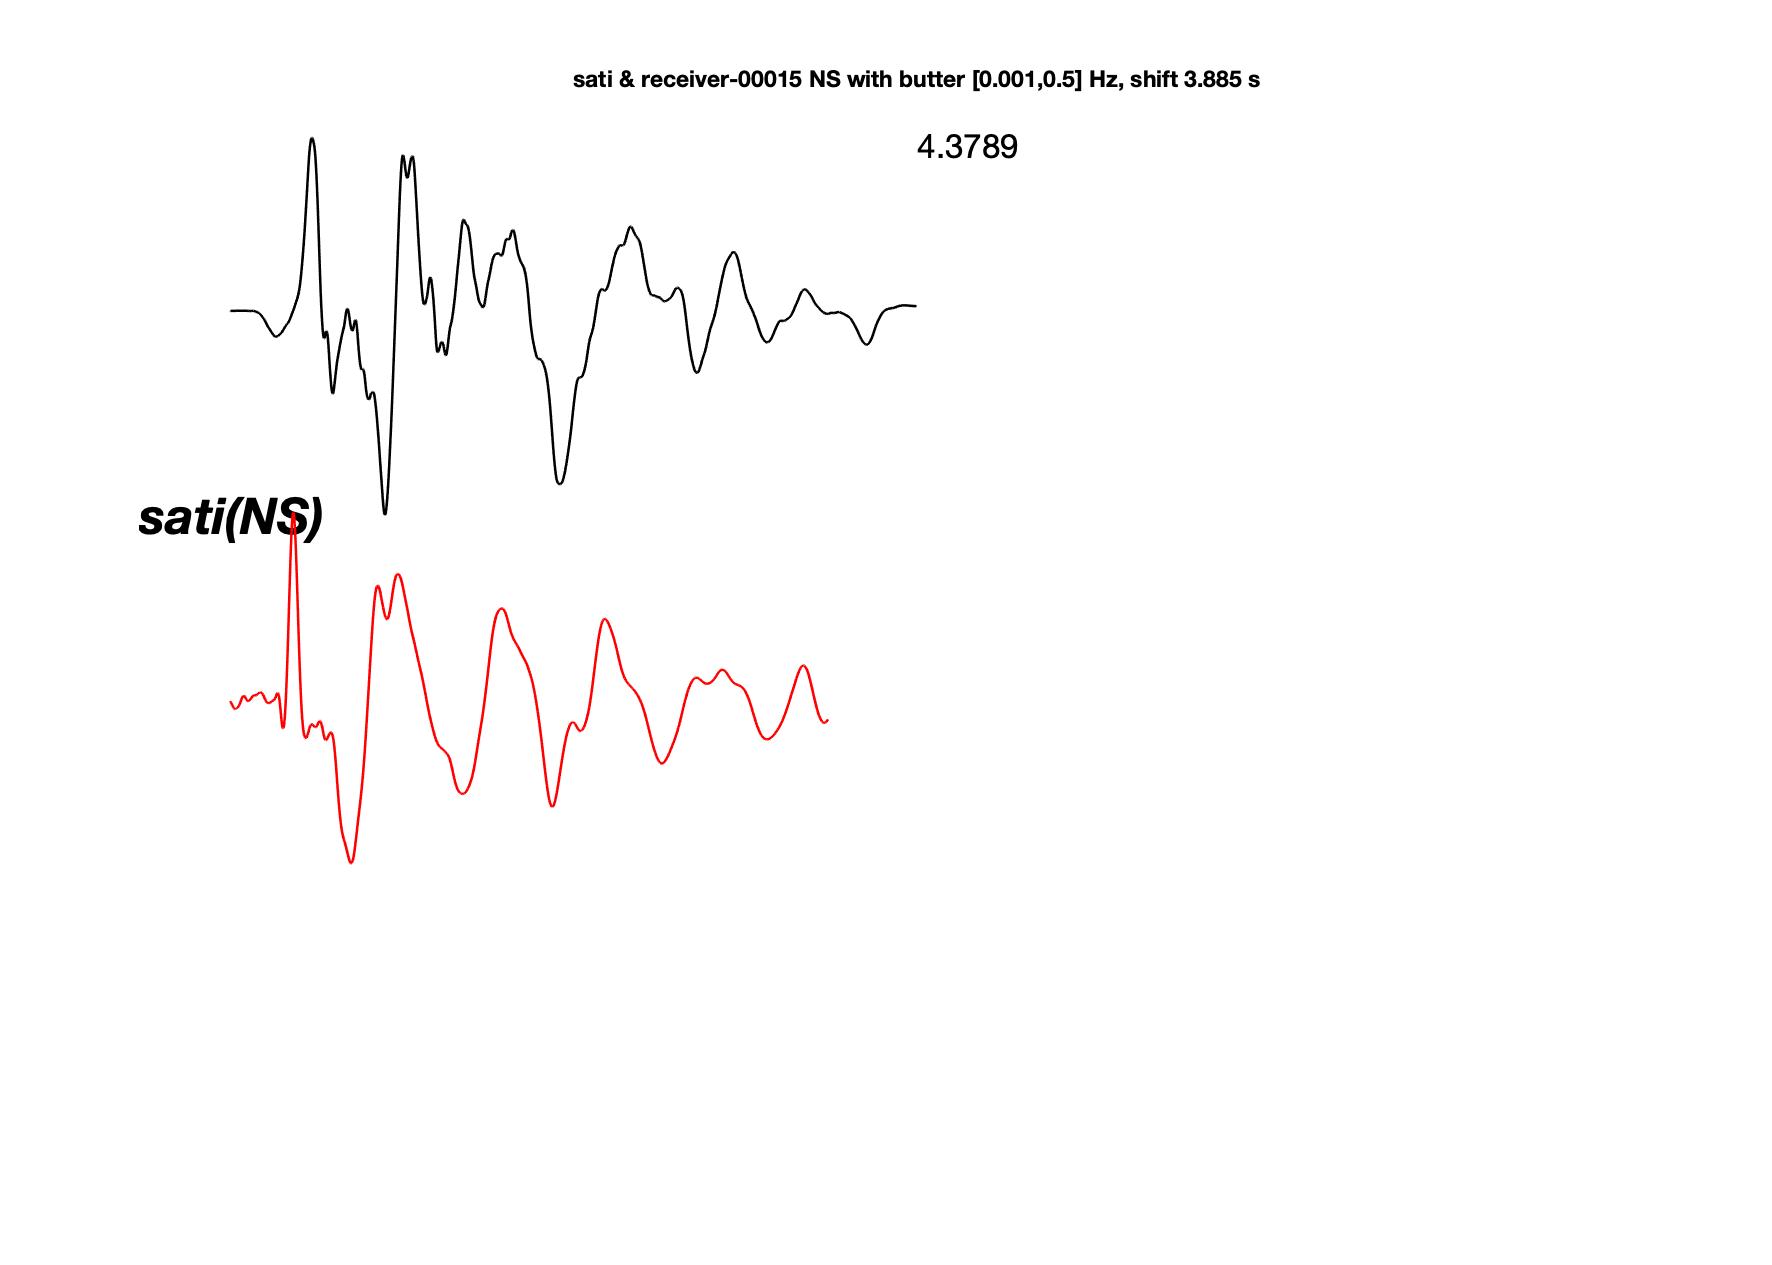 sati & receiver-00015 NS with butter [0.001,0.5] Hz, shift 3.885 s
4.3789
sati(NS)